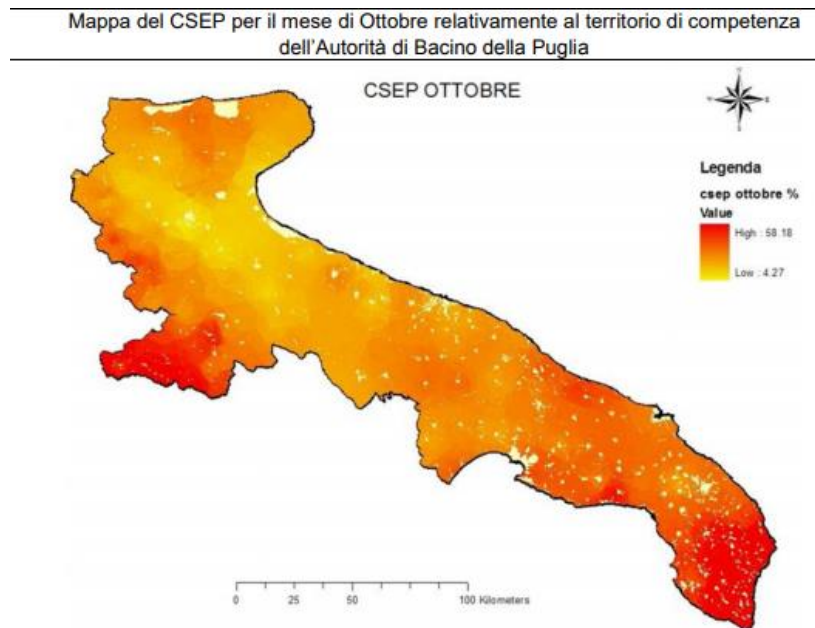 Mappa del CSEP per il mese di Ottobre relativamente al territorio di competenza
dell'Autorità di Bacino della Puglia
CSEP OTTOBRE
Legenda
csep ottobre %
Value
High : 58.18
Low : 4.27
0 25 50 100 Kilometers